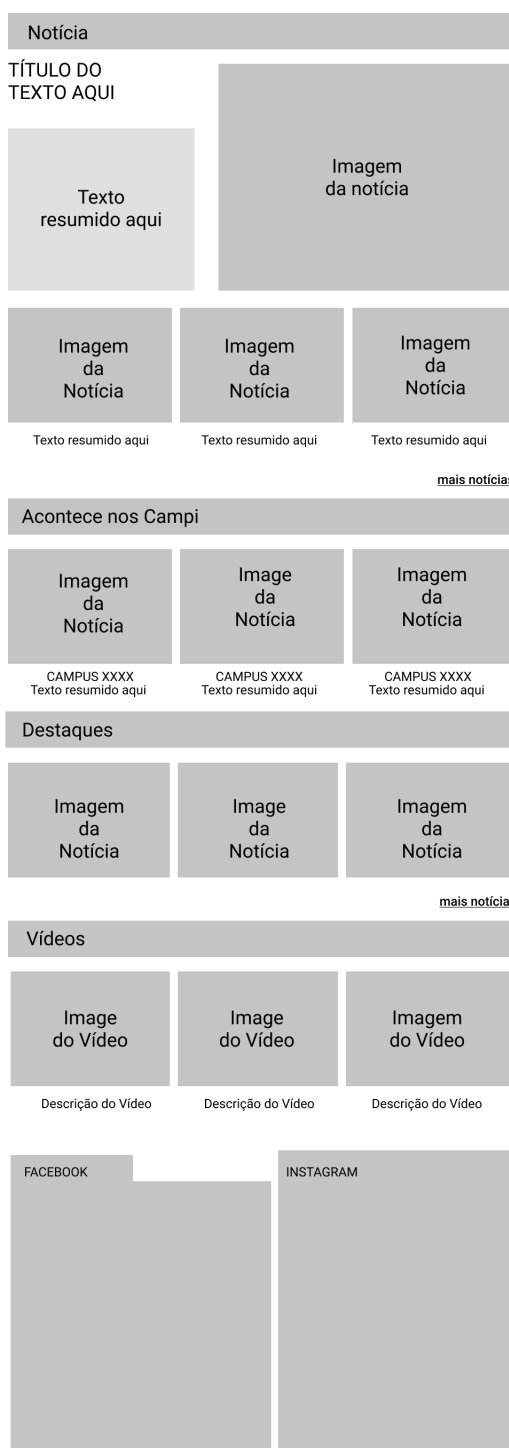 Notícia
TÍTULO DO
TEXTO AQUI
Texto
resumido aqui
Imagem
da notícia
Imagem
da
Notícia
Imagem
da
Notícia
Imagem
da
Notícia
Texto resumido aqui
Texto resumido aqui
Texto resumido aqui
mais notícias
Acontece nos Campi
Imagem
da
Notícia
Image
da
Notícia
Imagem
da
Notícia
CAMPUS XXXX
Texto resumido aqui
CAMPUS XXXX
Texto resumido aqui
CAMPUS XXXX
Texto resumido aqui
Destaques
Imagem
da
Notícia
Image
da
Notícia
Imagem
da
Notícia
mais notícia
Vídeos
Image
do Vídeo
Image
do Vídeo
Imagem
do Vídeo
Descrição do Vídeo
Descrição do Vídeo
Descrição do Vídeo
FACEBOOK
INSTAGRAM